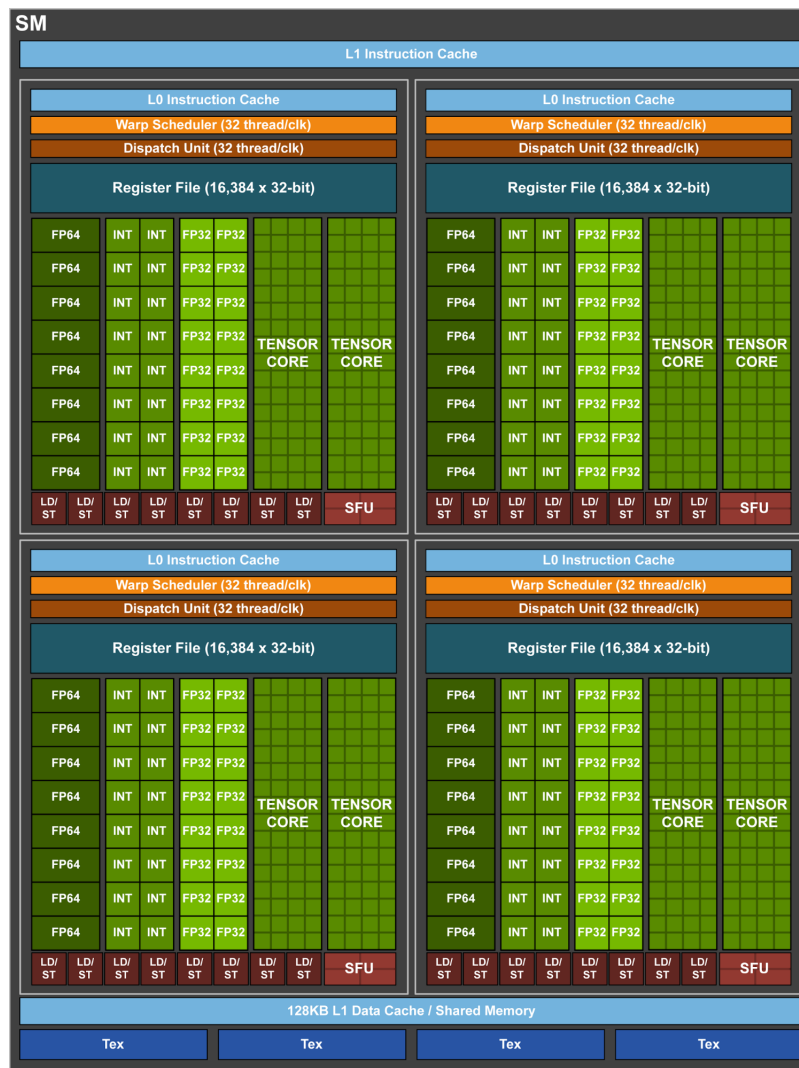 SM
L1 Instruction Cache
L0 Instruction Cache
Warp Scheduler (32 thread/clk)
Dispatch Unit (32 thread/clk)
Register File (16,384 x 32-bit)
FP64 INT INT FP32 FP32
FP64 INT INT FP32 FP32
FP64 INT INT FP32 FP32
FP64 INT INT FP32 FP32
TENSOR CORE TENSOR CORE
FP64 INT INT FP32 FP32
FP64 INT INT FP32 FP32
FP64 INT INT FP32 FP32
FP64 INT INT FP32 FP32
LD/ST LD/ST LD/ST LD/ST LD/ST LD/ST LD/ST LD/ST SFU
L0 Instruction Cache
Warp Scheduler (32 thread/clk)
Dispatch Unit (32 thread/clk)
Register File (16,384 x 32-bit)
FP64 INT INT FP32 FP32
FP64 INT INT FP32 FP32
FP64 INT INT FP32 FP32
FP64 INT INT FP32 FP32
TENSOR CORE TENSOR CORE
FP64 INT INT FP32 FP32
FP64 INT INT FP32 FP32
FP64 INT INT FP32 FP32
FP64 INT INT FP32 FP32
LD/ST LD/ST LD/ST LD/ST LD/ST LD/ST LD/ST LD/ST SFU
L0 Instruction Cache
Warp Scheduler (32 thread/clk)
Dispatch Unit (32 thread/clk)
Register File (16,384 x 32-bit)
FP64 INT INT FP32 FP32
FP64 INT INT FP32 FP32
FP64 INT INT FP32 FP32
FP64 INT INT FP32 FP32
TENSOR CORE TENSOR CORE
FP64 INT INT FP32 FP32
FP64 INT INT FP32 FP32
FP64 INT INT FP32 FP32
FP64 INT INT FP32 FP32
LD/ST LD/ST LD/ST LD/ST LD/ST LD/ST LD/ST LD/ST SFU
L0 Instruction Cache
Warp Scheduler (32 thread/clk)
Dispatch Unit (32 thread/clk)
Register File (16,384 x 32-bit)
FP64 INT INT FP32 FP32
FP64 INT INT FP32 FP32
FP64 INT INT FP32 FP32
FP64 INT INT FP32 FP32
TENSOR CORE TENSOR CORE
FP64 INT INT FP32 FP32
FP64 INT INT FP32 FP32
FP64 INT INT FP32 FP32
FP64 INT INT FP32 FP32
LD/ST LD/ST LD/ST LD/ST LD/ST LD/ST LD/ST LD/ST SFU
128KB L1 Data Cache / Shared Memory
Tex Tex Tex Tex